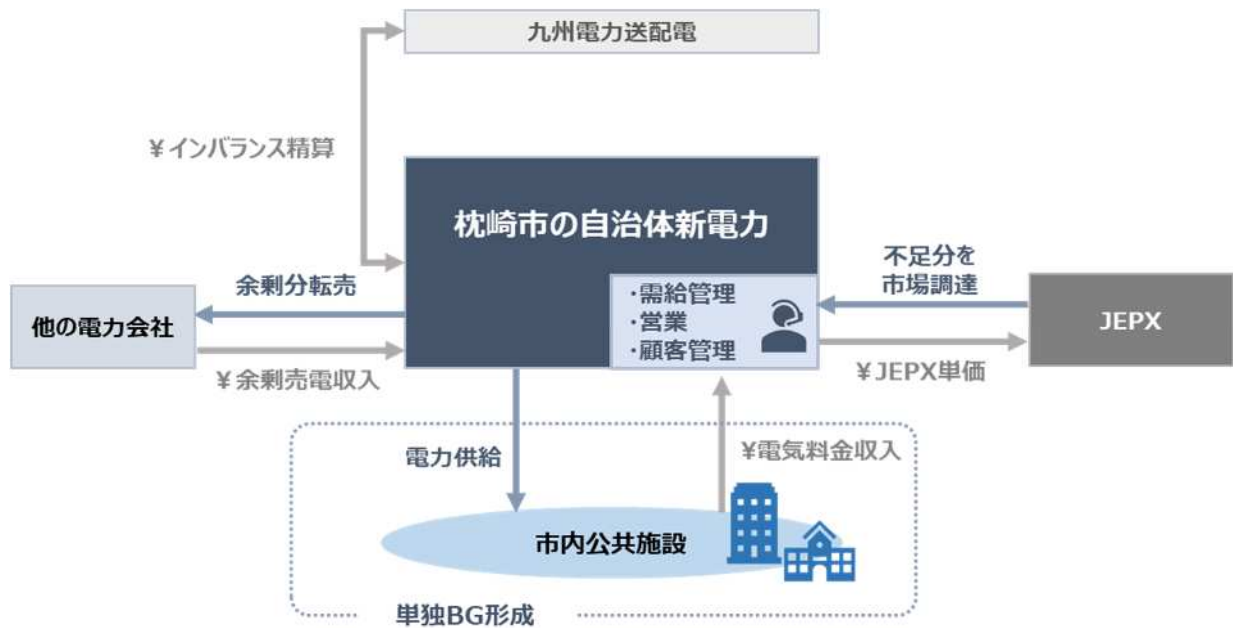 九州電力送配電
¥インバランス精算
枕崎市の自治体新電力
不足分を
市場調達
余剰分転売
・需給管理
・営業
・顧客管理
他の電力会社
JEPX
¥余剰売電収入
¥JEPX単価
電力供給
¥電気料金収入
市内公共施設
単独BG形成